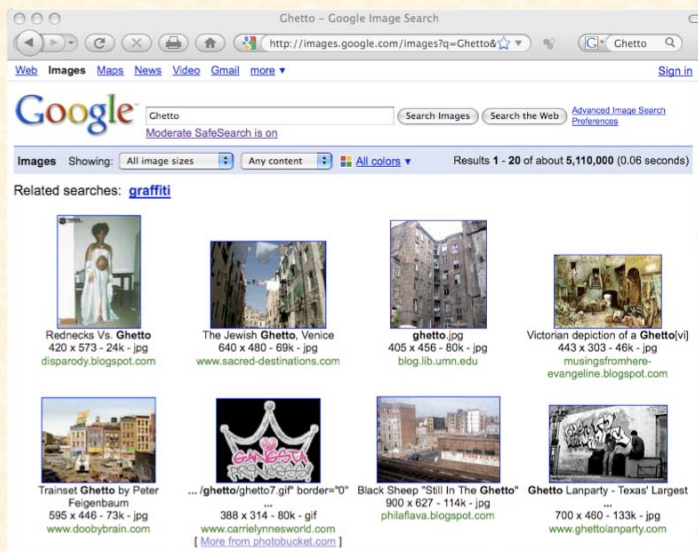 Ghetto – Google Image Search
http://images.google.com/images?q=Ghetto&
Ghetto
Web Images Maps News Video Gmail more ▼
Sign in
Google
Ghetto
Search Images
Search the Web
Advanced Image Search
Preferences
Moderate SafeSearch is on
Images Showing: All image sizes Any content All colors ▼ Results 1 - 20 of about 5,110,000 (0.06 seconds)
Related searches: graffiti
Rednecks Vs. Ghetto
420 x 573 - 24k - jpg
disparody.blogspot.com
The Jewish Ghetto, Venice
640 x 480 - 69k - jpg
www.sacred-destinations.com
ghetto.jpg
405 x 456 - 80k - jpg
blog.lib.umn.edu
Victorian depiction of a Ghetto[vi]
443 x 303 - 46k - jpg
musingsfromhere-
evangeline.blogspot.com
Trainset Ghetto by Peter
Feigenbaum
595 x 446 - 73k - jpg
www.doobybrain.com
GANGSTA
PRINCESS
... /ghetto/ghetto7.gif" border="0"
...
388 x 314 - 80k - gif
www.carrielynnesworld.com
[ More from photobucket.com ]
Black Sheep "Still In The Ghetto"
900 x 627 - 114k - jpg
philaflava.blogspot.com
Ghetto Lanparty - Texas' Largest
...
700 x 460 - 133k - jpg
www.ghettolanparty.com